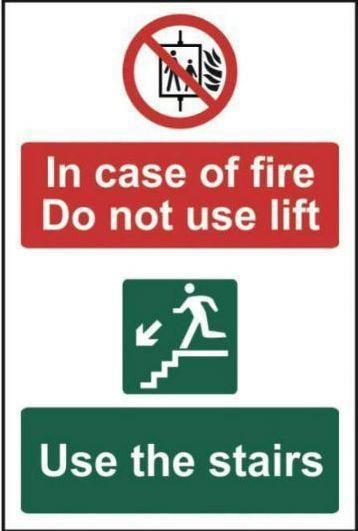 In case of fire
Do not use lift
Use the stairs